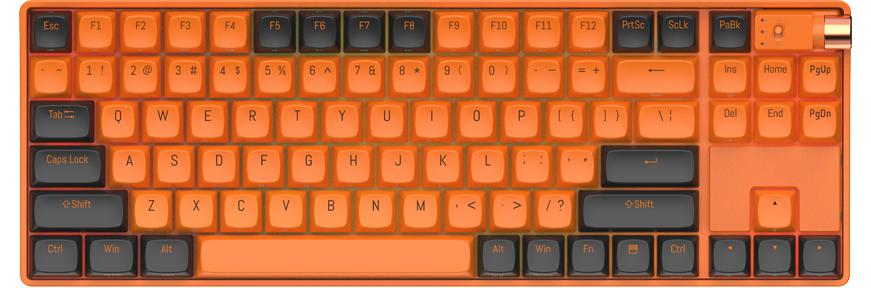 Esc F1 F2 F3 F4 F5 F6 F7 F8 F9 F10 F11 F12 PrtSc ScLk PaBk
· ~ 1 ! 2 @ 3 # 4 $ 5 % 6 ^ 7 & 8 * 9 ( 0 ) - – = + ← Ins Home PgUp
Tab Q W E R T Y U I O P [ { ] } \ ¦ Del End PgDn
Caps Lock A S D F G H J K L ; : , " ↵
⇧Shift Z X C V B N M , < . > / ? ⇧Shift ▲
Ctrl Win Alt Alt Win Fn Ctrl ◄ ▼ ►